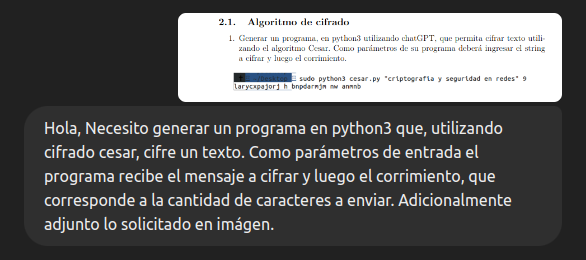 2.1. Algoritmo de cifrado
1. Generar un programa, en python3 utilizando chatGPT, que permita cifrar texto utili-
zando el algoritmo Cesar. Como parámetros de su programa deberá ingresar el string
a cifrar y luego el corrimiento.
sudo python3 cesar.py "criptografia y seguridad en redes" 9
larycxpajorj h bnpdarmjm nw anmnb
Hola, Necesito generar un programa en python3 que, utilizando
cifrado cesar, cifre un texto. Como parámetros de entrada el
programa recibe el mensaje a cifrar y luego el corrimiento, que
corresponde a la cantidad de caracteres a enviar. Adicionalmente
adjunto lo solicitado en imágen.